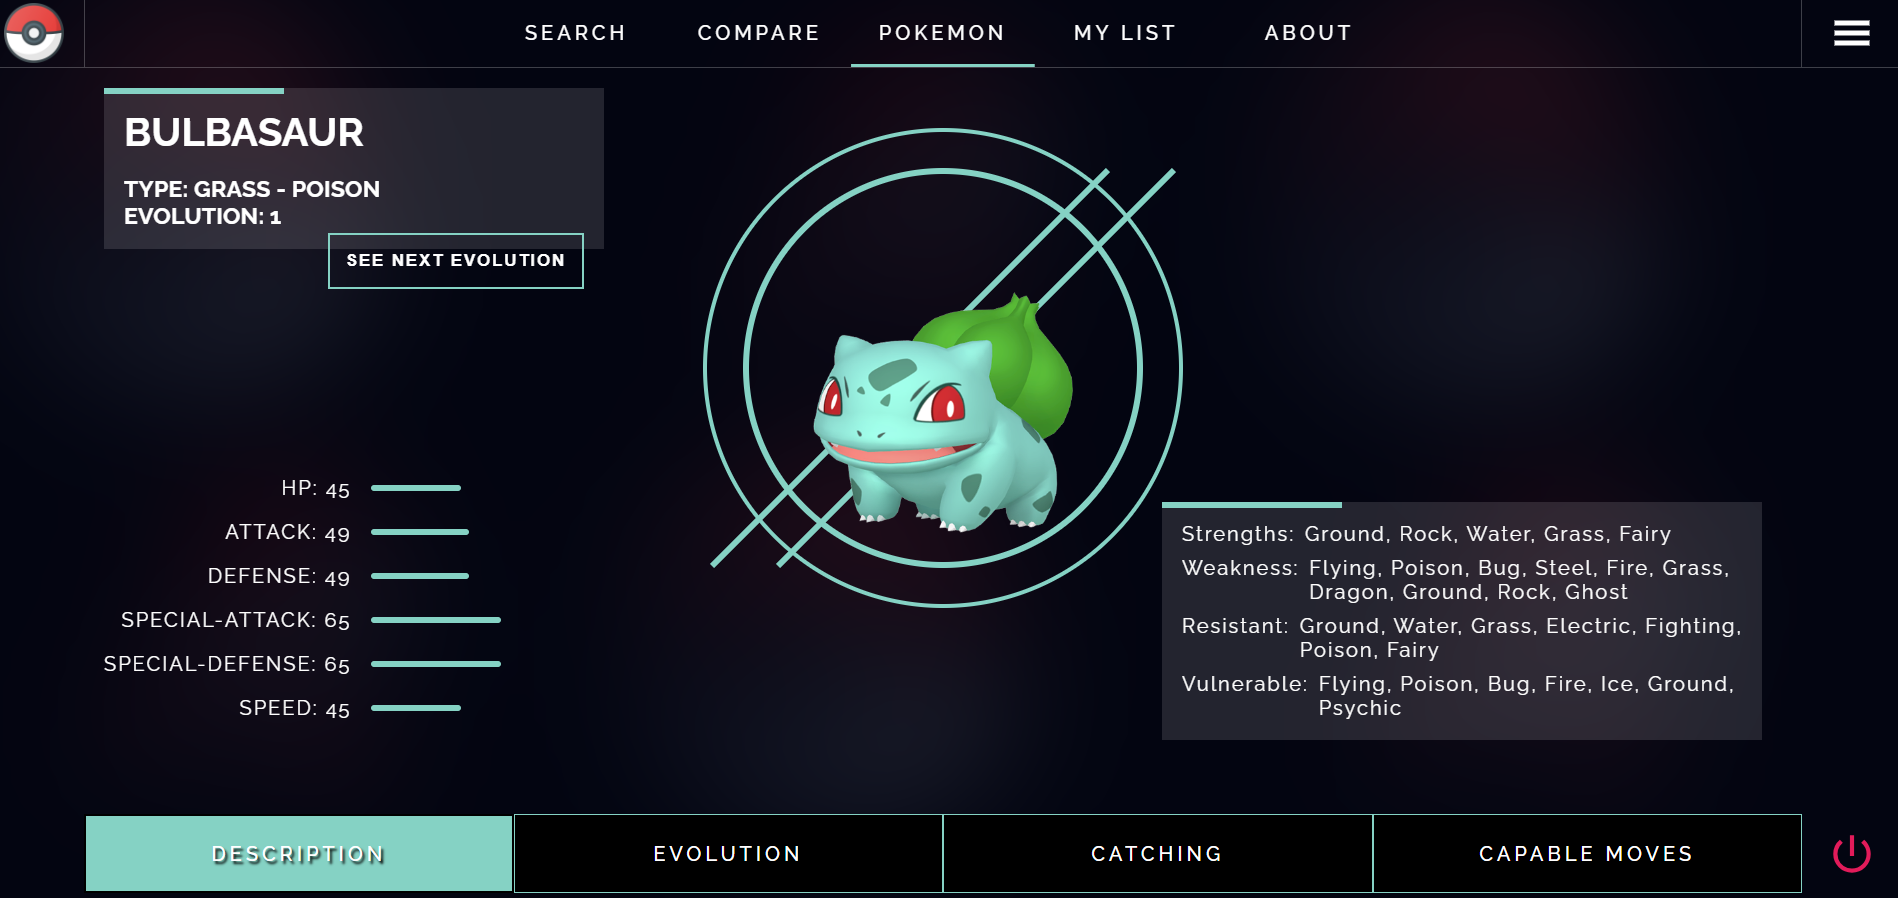 SEARCH COMPARE POKEMON MY LIST ABOUT
BULBASAUR
TYPE: GRASS - POISON
EVOLUTION: 1
SEE NEXT EVOLUTION
HP: 45
ATTACK: 49
DEFENSE: 49
SPECIAL-ATTACK: 65
SPECIAL-DEFENSE: 65
SPEED: 45
Strengths: Ground, Rock, Water, Grass, Fairy
Weakness: Flying, Poison, Bug, Steel, Fire, Grass,
Dragon, Ground, Rock, Ghost
Resistant: Ground, Water, Grass, Electric, Fighting,
Poison, Fairy
Vulnerable: Flying, Poison, Bug, Fire, Ice, Ground,
Psychic
DESCRIPTION EVOLUTION CATCHING CAPABLE MOVES